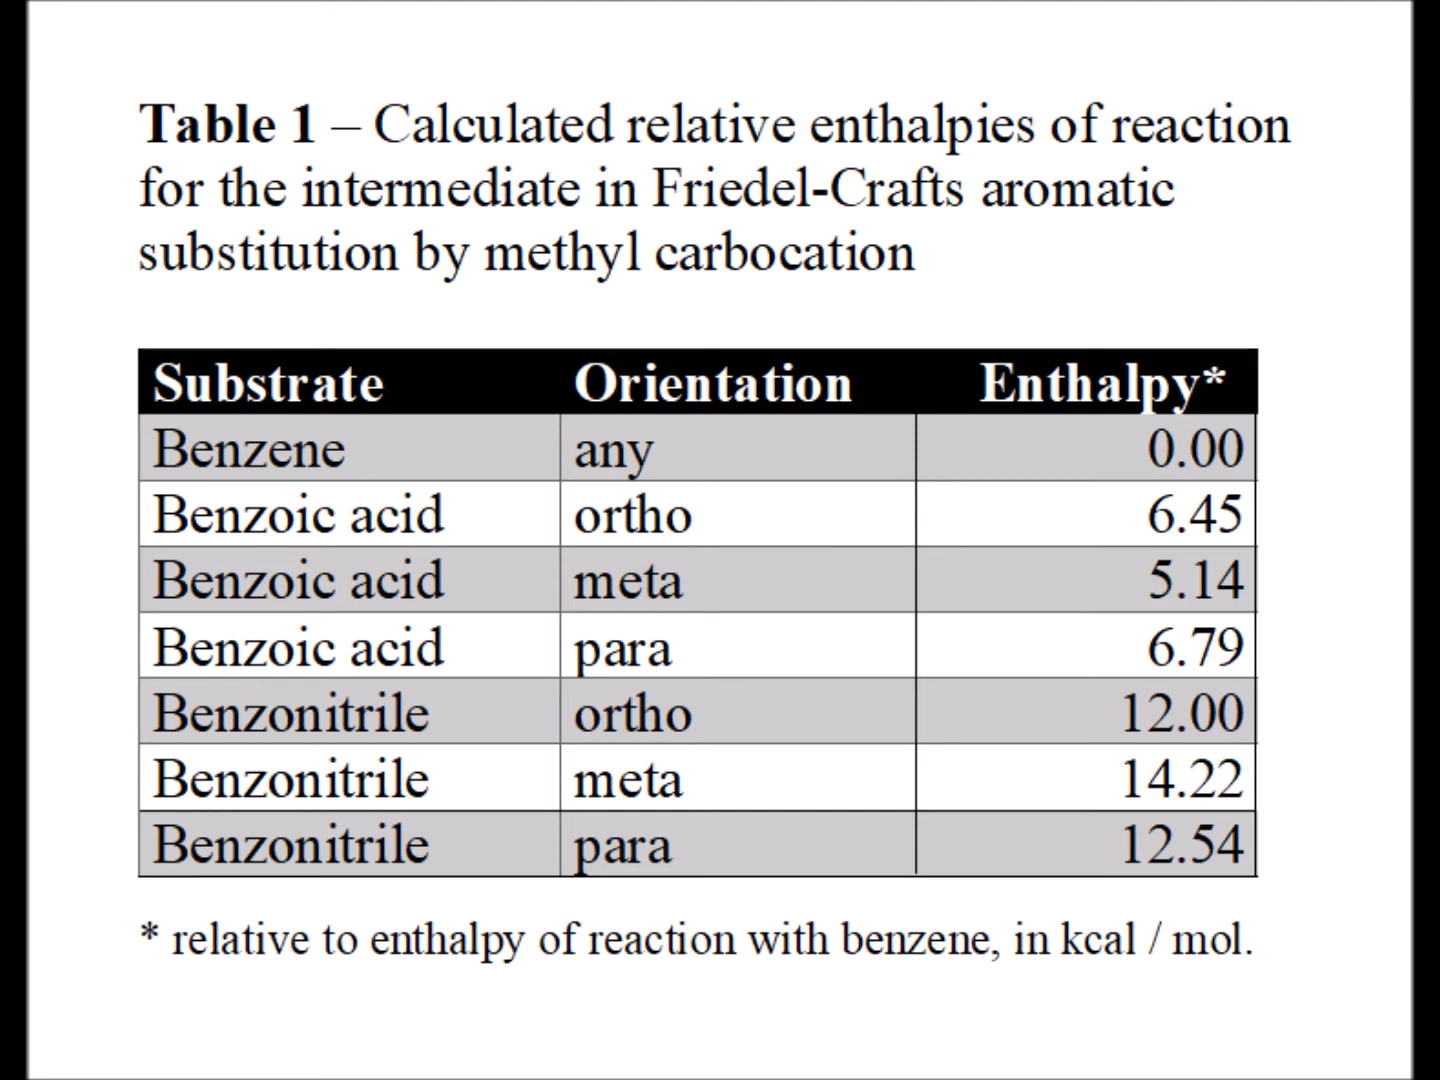 Table 1 – Calculated relative enthalpies of reaction
for the intermediate in Friedel-Crafts aromatic
substitution by methyl carbocation
Substrate Orientation Enthalpy*
Benzene any 0.00
Benzoic acid ortho 6.45
Benzoic acid meta 5.14
Benzoic acid para 6.79
Benzonitrile ortho 12.00
Benzonitrile meta 14.22
Benzonitrile para 12.54
* relative to enthalpy of reaction with benzene, in kcal / mol.